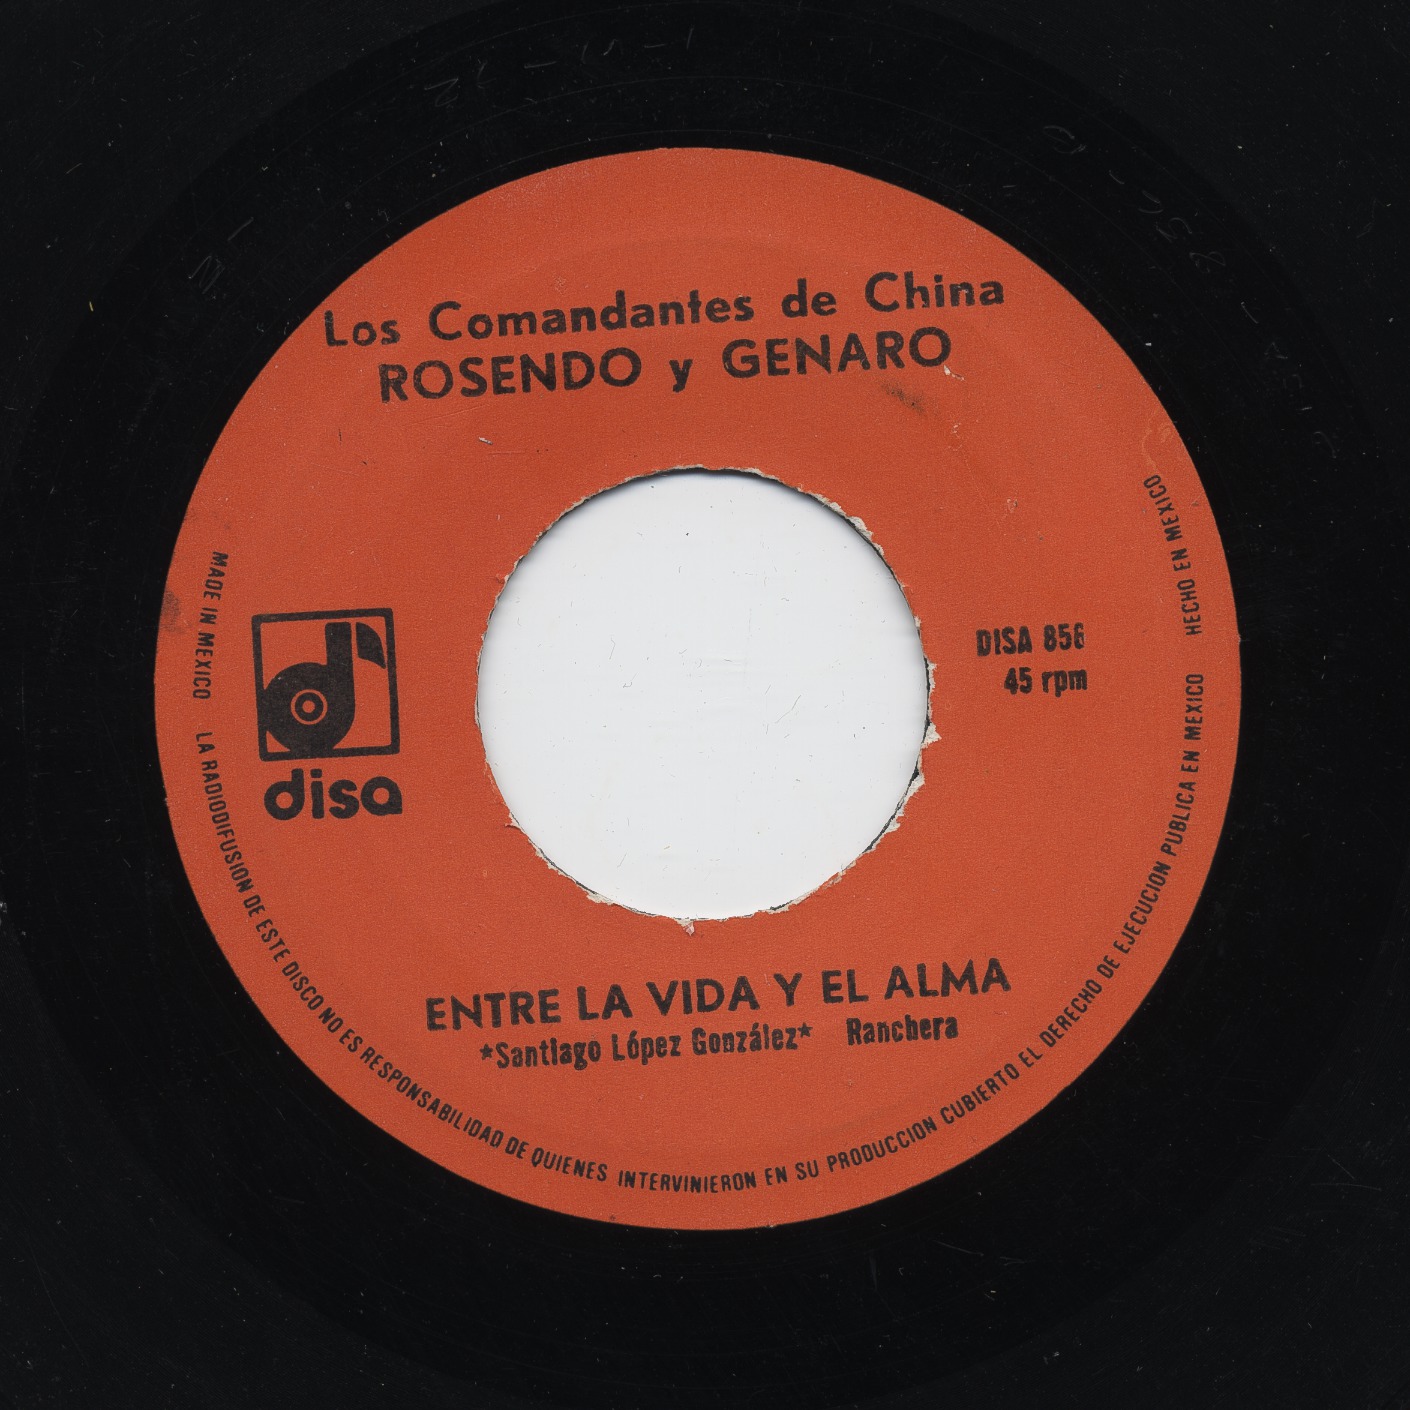 Los Comandantes de China
ROSENDO y GENARO
disa
DISA 856
45 rpm
ENTRE LA VIDA Y EL ALMA
*Santiago López González* Ranchera
MADE IN MEXICO LA RADIODIFUSION DE ESTE DISCO NO ES RESPONSABILIDAD DE QUIENES INTERVINIERON EN SU PRODUCCION CUBIERTO EL DERECHO DE EJECUCION PUBLICA EN MEXICO HECHO EN MEXICO